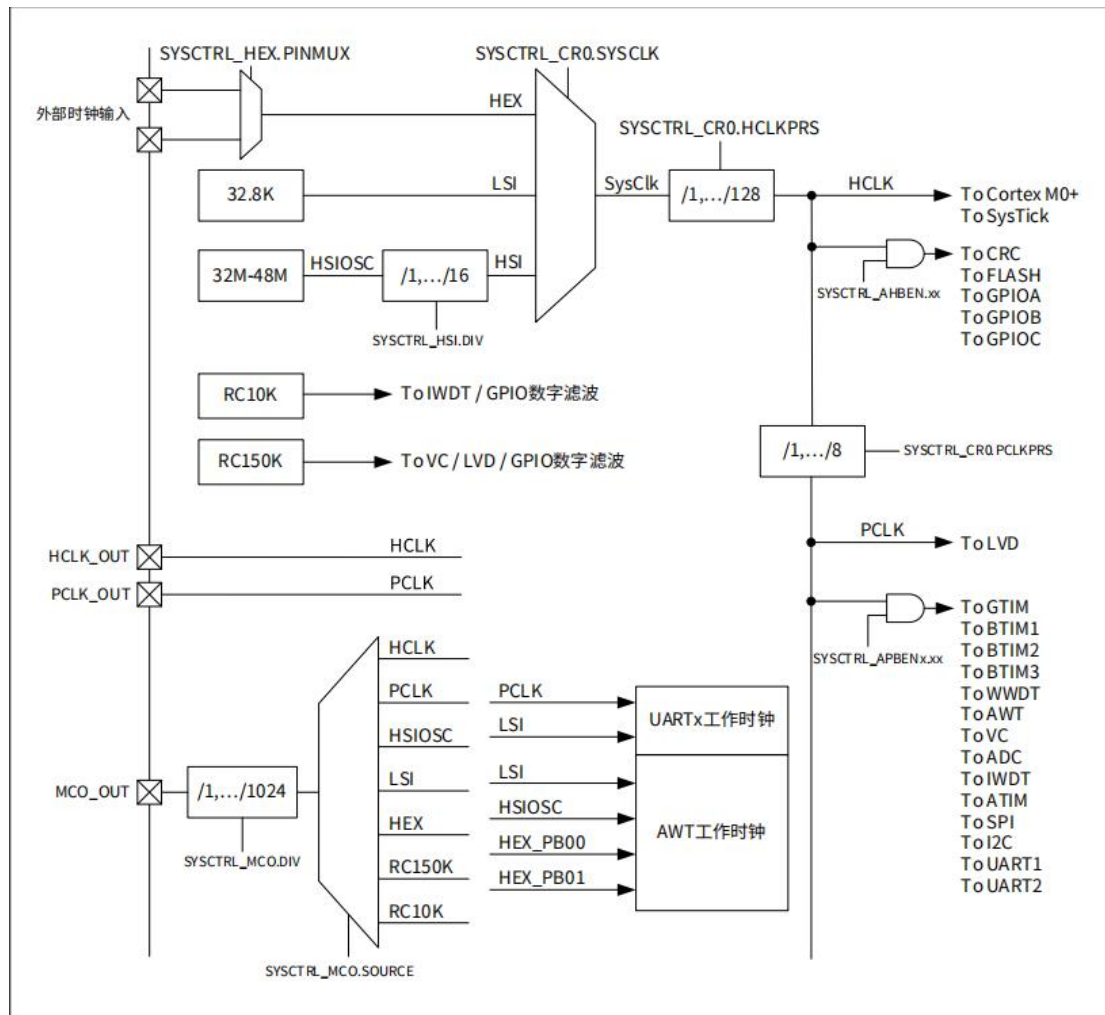 SYSCTRL_HEX.PINMUX
SYSCTRL_CR0.SYSCLK
外部时钟输入
HEX
SYSCTRL_CR0.HCLKPRS
32.8K
LSI
SysClk
/1,.../128
HCLK
To Cortex M0+
To SysTick
32M-48M
HSIOSC
/1,.../16
HSI
SYSCTRL_HSI.DIV
SYSCTRL_AHBEN.xx
To CRC
To FLASH
To GPIOA
To GPIOB
To GPIOC
RC10K
To IWDT / GPIO数字滤波
RC150K
To VC / LVD / GPIO数字滤波
/1,.../8
SYSCTRL_CR0.PCLKPRS
HCLK_OUT
HCLK
PCLK_OUT
PCLK
PCLK
To LVD
SYSCTRL_APBENx.xx
To GTIM
To BTIM1
To BTIM2
To BTIM3
To WWDT
To AWT
To VC
To ADC
To IWDT
To ATIM
To SPI
To I2C
To UART1
To UART2
MCO_OUT
/1,.../1024
SYSCTRL_MCO.DIV
HCLK
PCLK
HSIOSC
LSI
HEX
RC150K
RC10K
SYSCTRL_MCO.SOURCE
PCLK
LSI
UARTx工作时钟
LSI
HSIOSC
HEX_PB00
HEX_PB01
AWT工作时钟